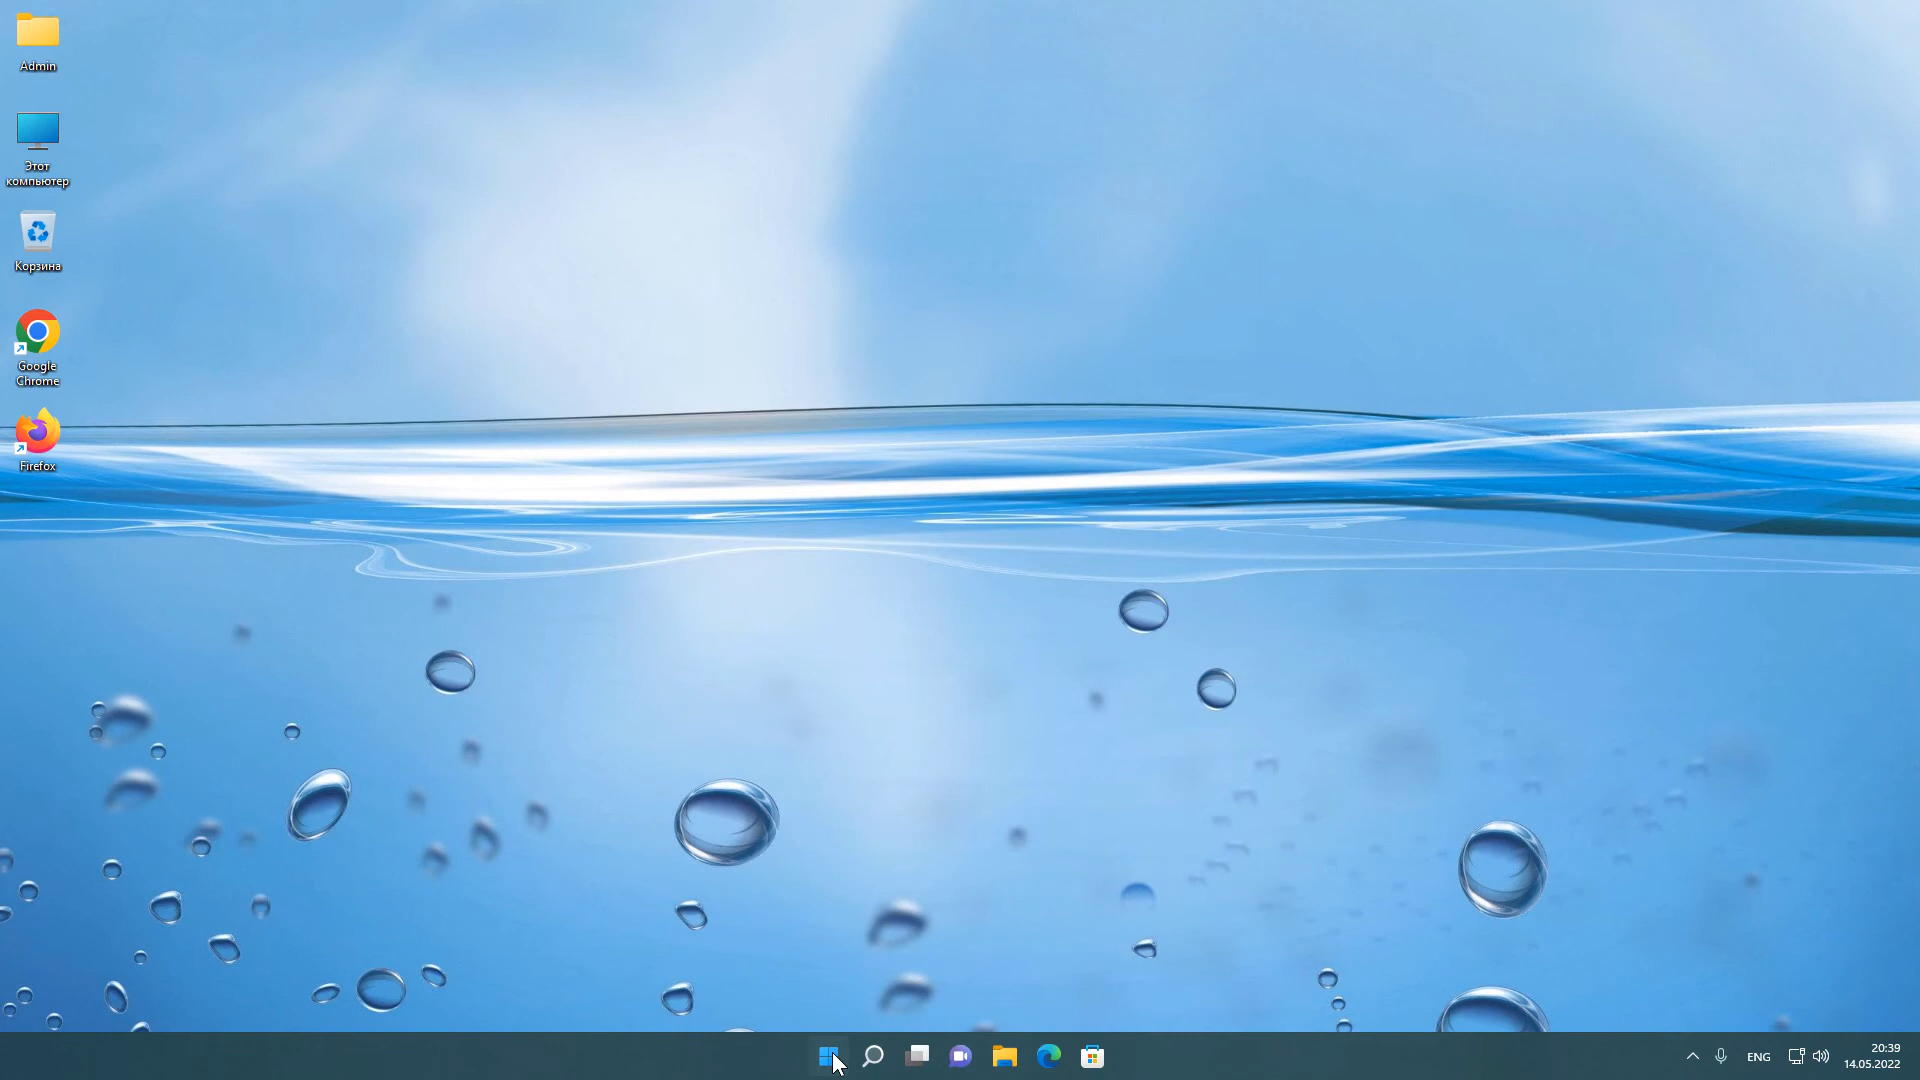 Admin
Этот
компьютер
Корзина
Google
Chrome
Firefox
ENG
20:39
14.05.2022